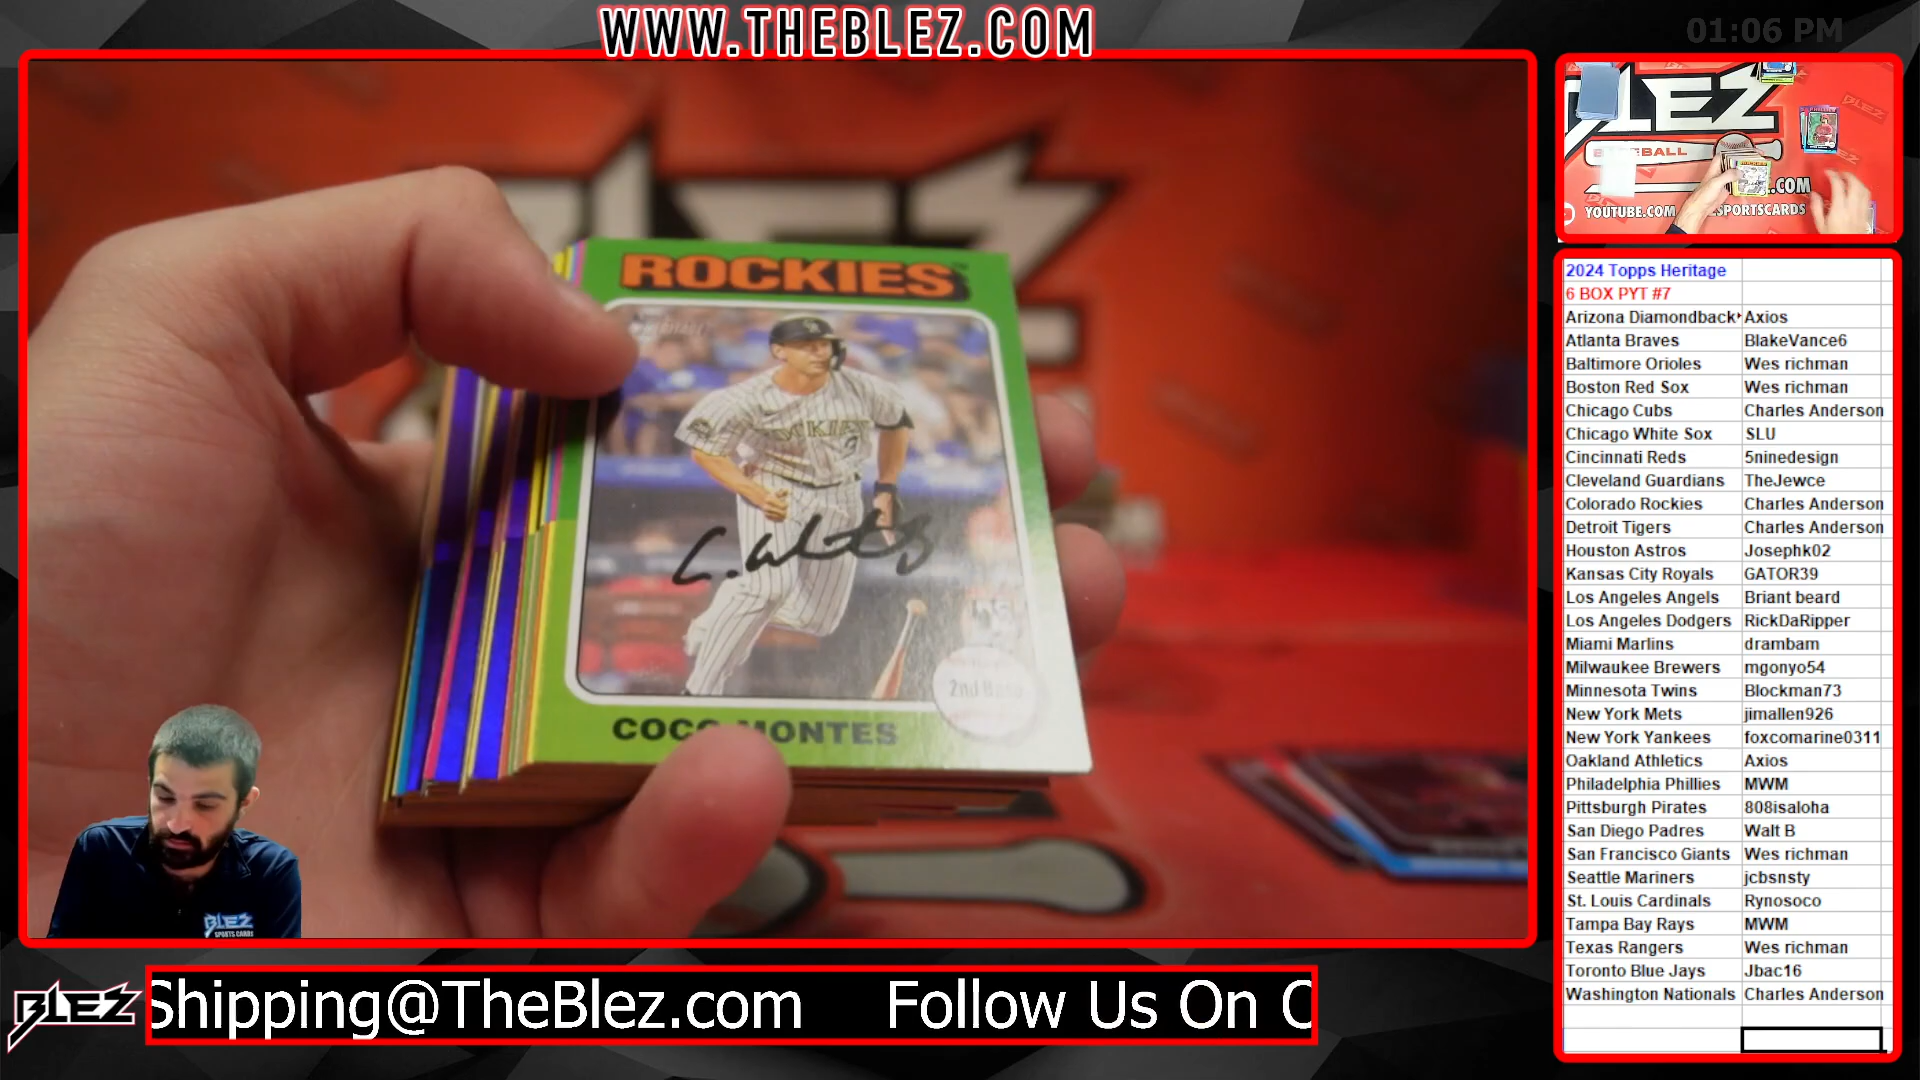 WWW.THEBLEZ.COM
01:06 PM
ROCKIES
COCO MONTES
BLEZ
SPORTS CARDS
BLEZ
BASEBALL
.COM
YOUTUBE.COM
SPORTSCARDS
2024 Topps Heritage
6 BOX PYT #7
Arizona Diamondback Axios
Atlanta Braves BlakeVance6
Baltimore Orioles Wes richman
Boston Red Sox Wes richman
Chicago Cubs Charles Anderson
Chicago White Sox SLU
Cincinnati Reds 5ninedesign
Cleveland Guardians TheJewce
Colorado Rockies Charles Anderson
Detroit Tigers Charles Anderson
Houston Astros Josephk02
Kansas City Royals GATOR39
Los Angeles Angels Briant beard
Los Angeles Dodgers RickDaRipper
Miami Marlins drambam
Milwaukee Brewers mgonyo54
Minnesota Twins Blockman73
New York Mets jimallen926
New York Yankees foxcomarine0311
Oakland Athletics Axios
Philadelphia Phillies MWM
Pittsburgh Pirates 808isaloha
San Diego Padres Walt B
San Francisco Giants Wes richman
Seattle Mariners jcbsnsty
St. Louis Cardinals Rynosoco
Tampa Bay Rays MWM
Texas Rangers Wes richman
Toronto Blue Jays Jbac16
Washington Nationals Charles Anderson
BLEZ
Shipping@TheBlez.com Follow Us On